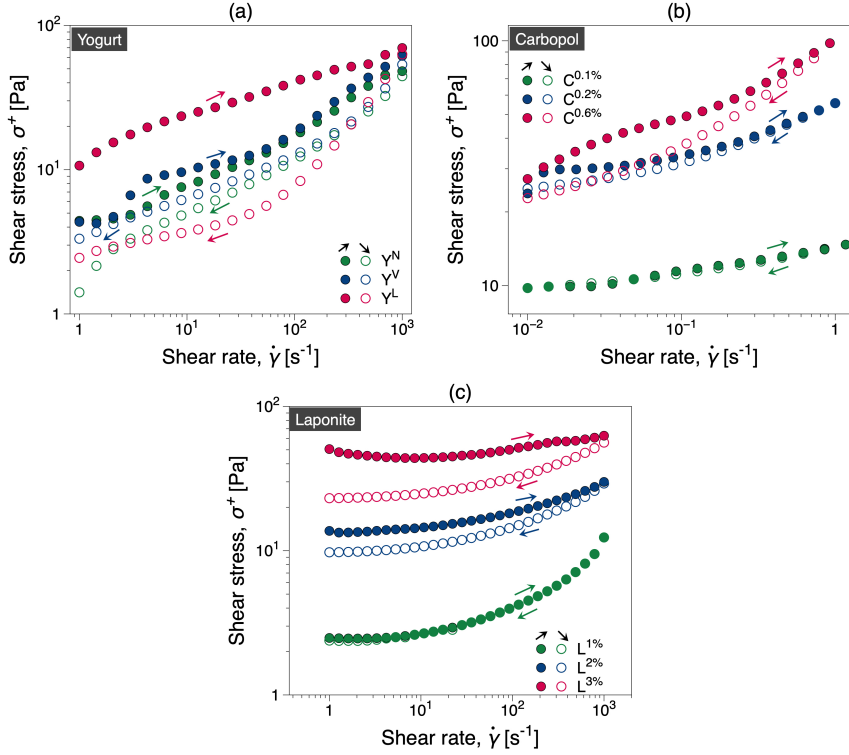 (a)
Yogurt
Shear stress, σ⁺ [Pa]
10²
10¹
1
Y^N
Y^V
Y^L
1 10¹ 10² 10³
Shear rate, γ̇ [s⁻¹]
(b)
Carbopol
Shear stress, σ⁺ [Pa]
100
10
C^0.1%
C^0.2%
C^0.6%
10⁻² 10⁻¹ 1
Shear rate, γ̇ [s⁻¹]
(c)
Laponite
Shear stress, σ⁺ [Pa]
10²
10¹
1
L^1%
L^2%
L^3%
1 10¹ 10² 10³
Shear rate, γ̇ [s⁻¹]